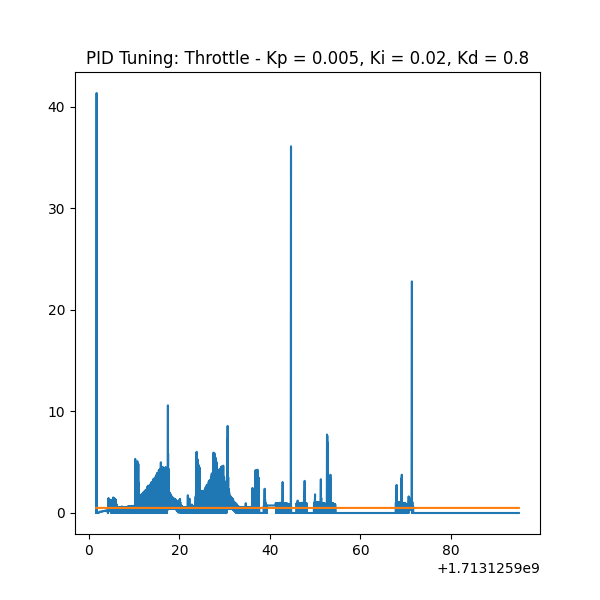 PID Tuning: Throttle - Kp = 0.005, Ki = 0.02, Kd = 0.8
40
30
20
10
0
0 20 40 60 80
+1.7131259e9